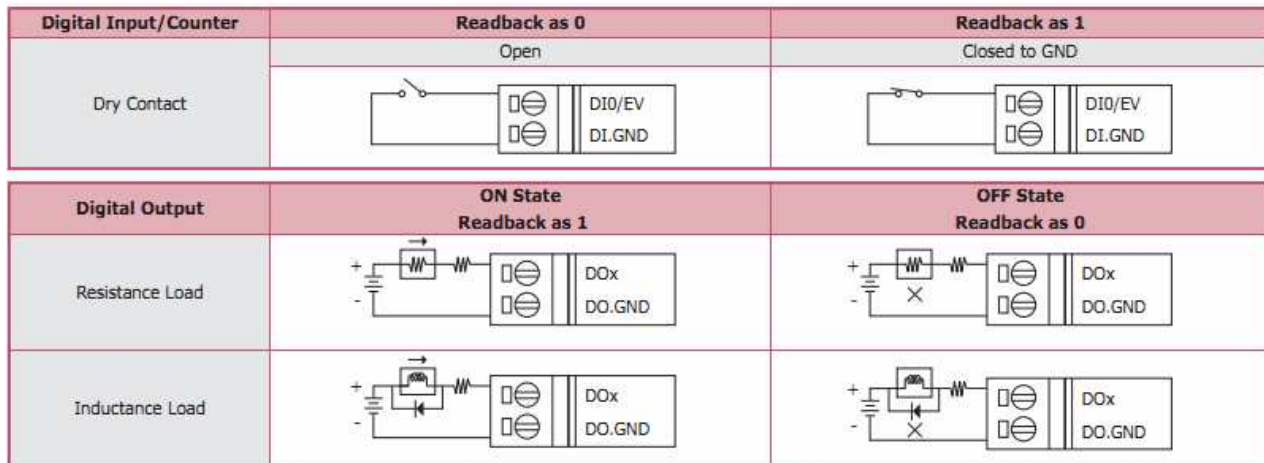 Digital Input/Counter Readback as 0 Readback as 1
Open Closed to GND
Dry Contact
DI0/EV
DI.GND
DI0/EV
DI.GND
Digital Output
ON State
Readback as 1
OFF State
Readback as 0
Resistance Load
+
-
DOx
DO.GND
+
-
DOx
DO.GND
Inductance Load
+
-
DOx
DO.GND
+
-
DOx
DO.GND